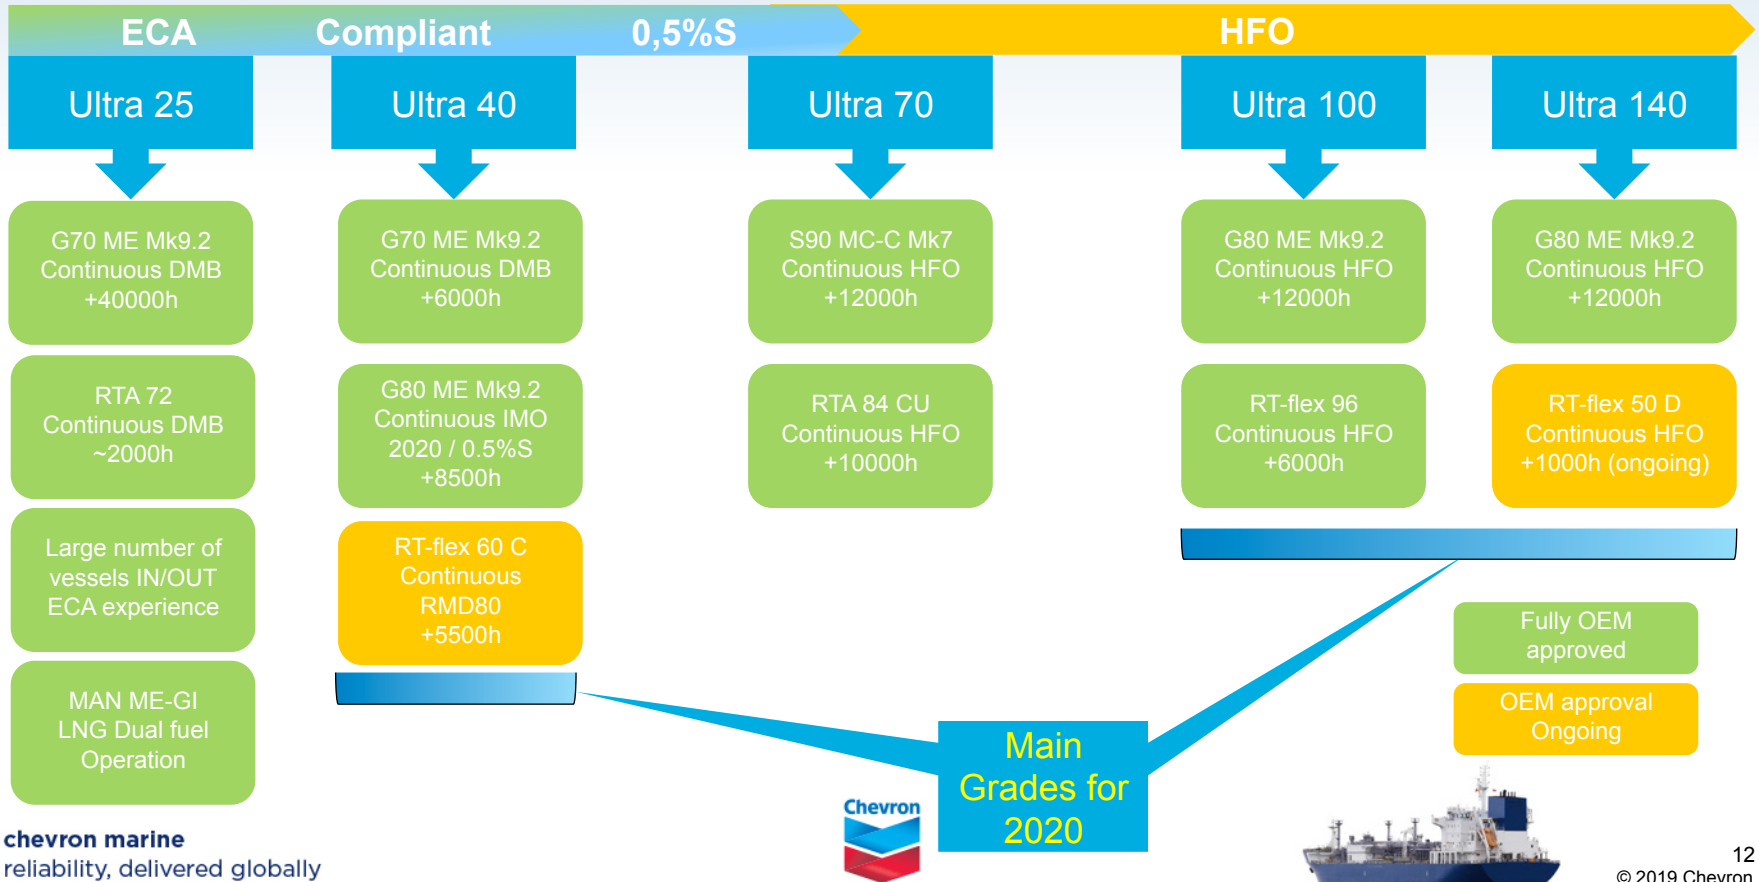 ECA Compliant 0,5%S HFO
Ultra 25
Ultra 40
Ultra 70
Ultra 100
Ultra 140
G70 ME Mk9.2
Continuous DMB
+40000h
G70 ME Mk9.2
Continuous DMB
+6000h
S90 MC-C Mk7
Continuous HFO
+12000h
G80 ME Mk9.2
Continuous HFO
+12000h
G80 ME Mk9.2
Continuous HFO
+12000h
RTA 72
Continuous DMB
~2000h
G80 ME Mk9.2
Continuous IMO
2020 / 0.5%S
+8500h
RTA 84 CU
Continuous HFO
+10000h
RT-flex 96
Continuous HFO
+6000h
RT-flex 50 D
Continuous HFO
+1000h (ongoing)
Large number of
vessels IN/OUT
ECA experience
RT-flex 60 C
Continuous
RMD80
+5500h
MAN ME-GI
LNG Dual fuel
Operation
Fully OEM
approved
OEM approval
Ongoing
Main
Grades for
2020
Chevron
chevron marine
reliability, delivered globally
12
© 2019 Chevron